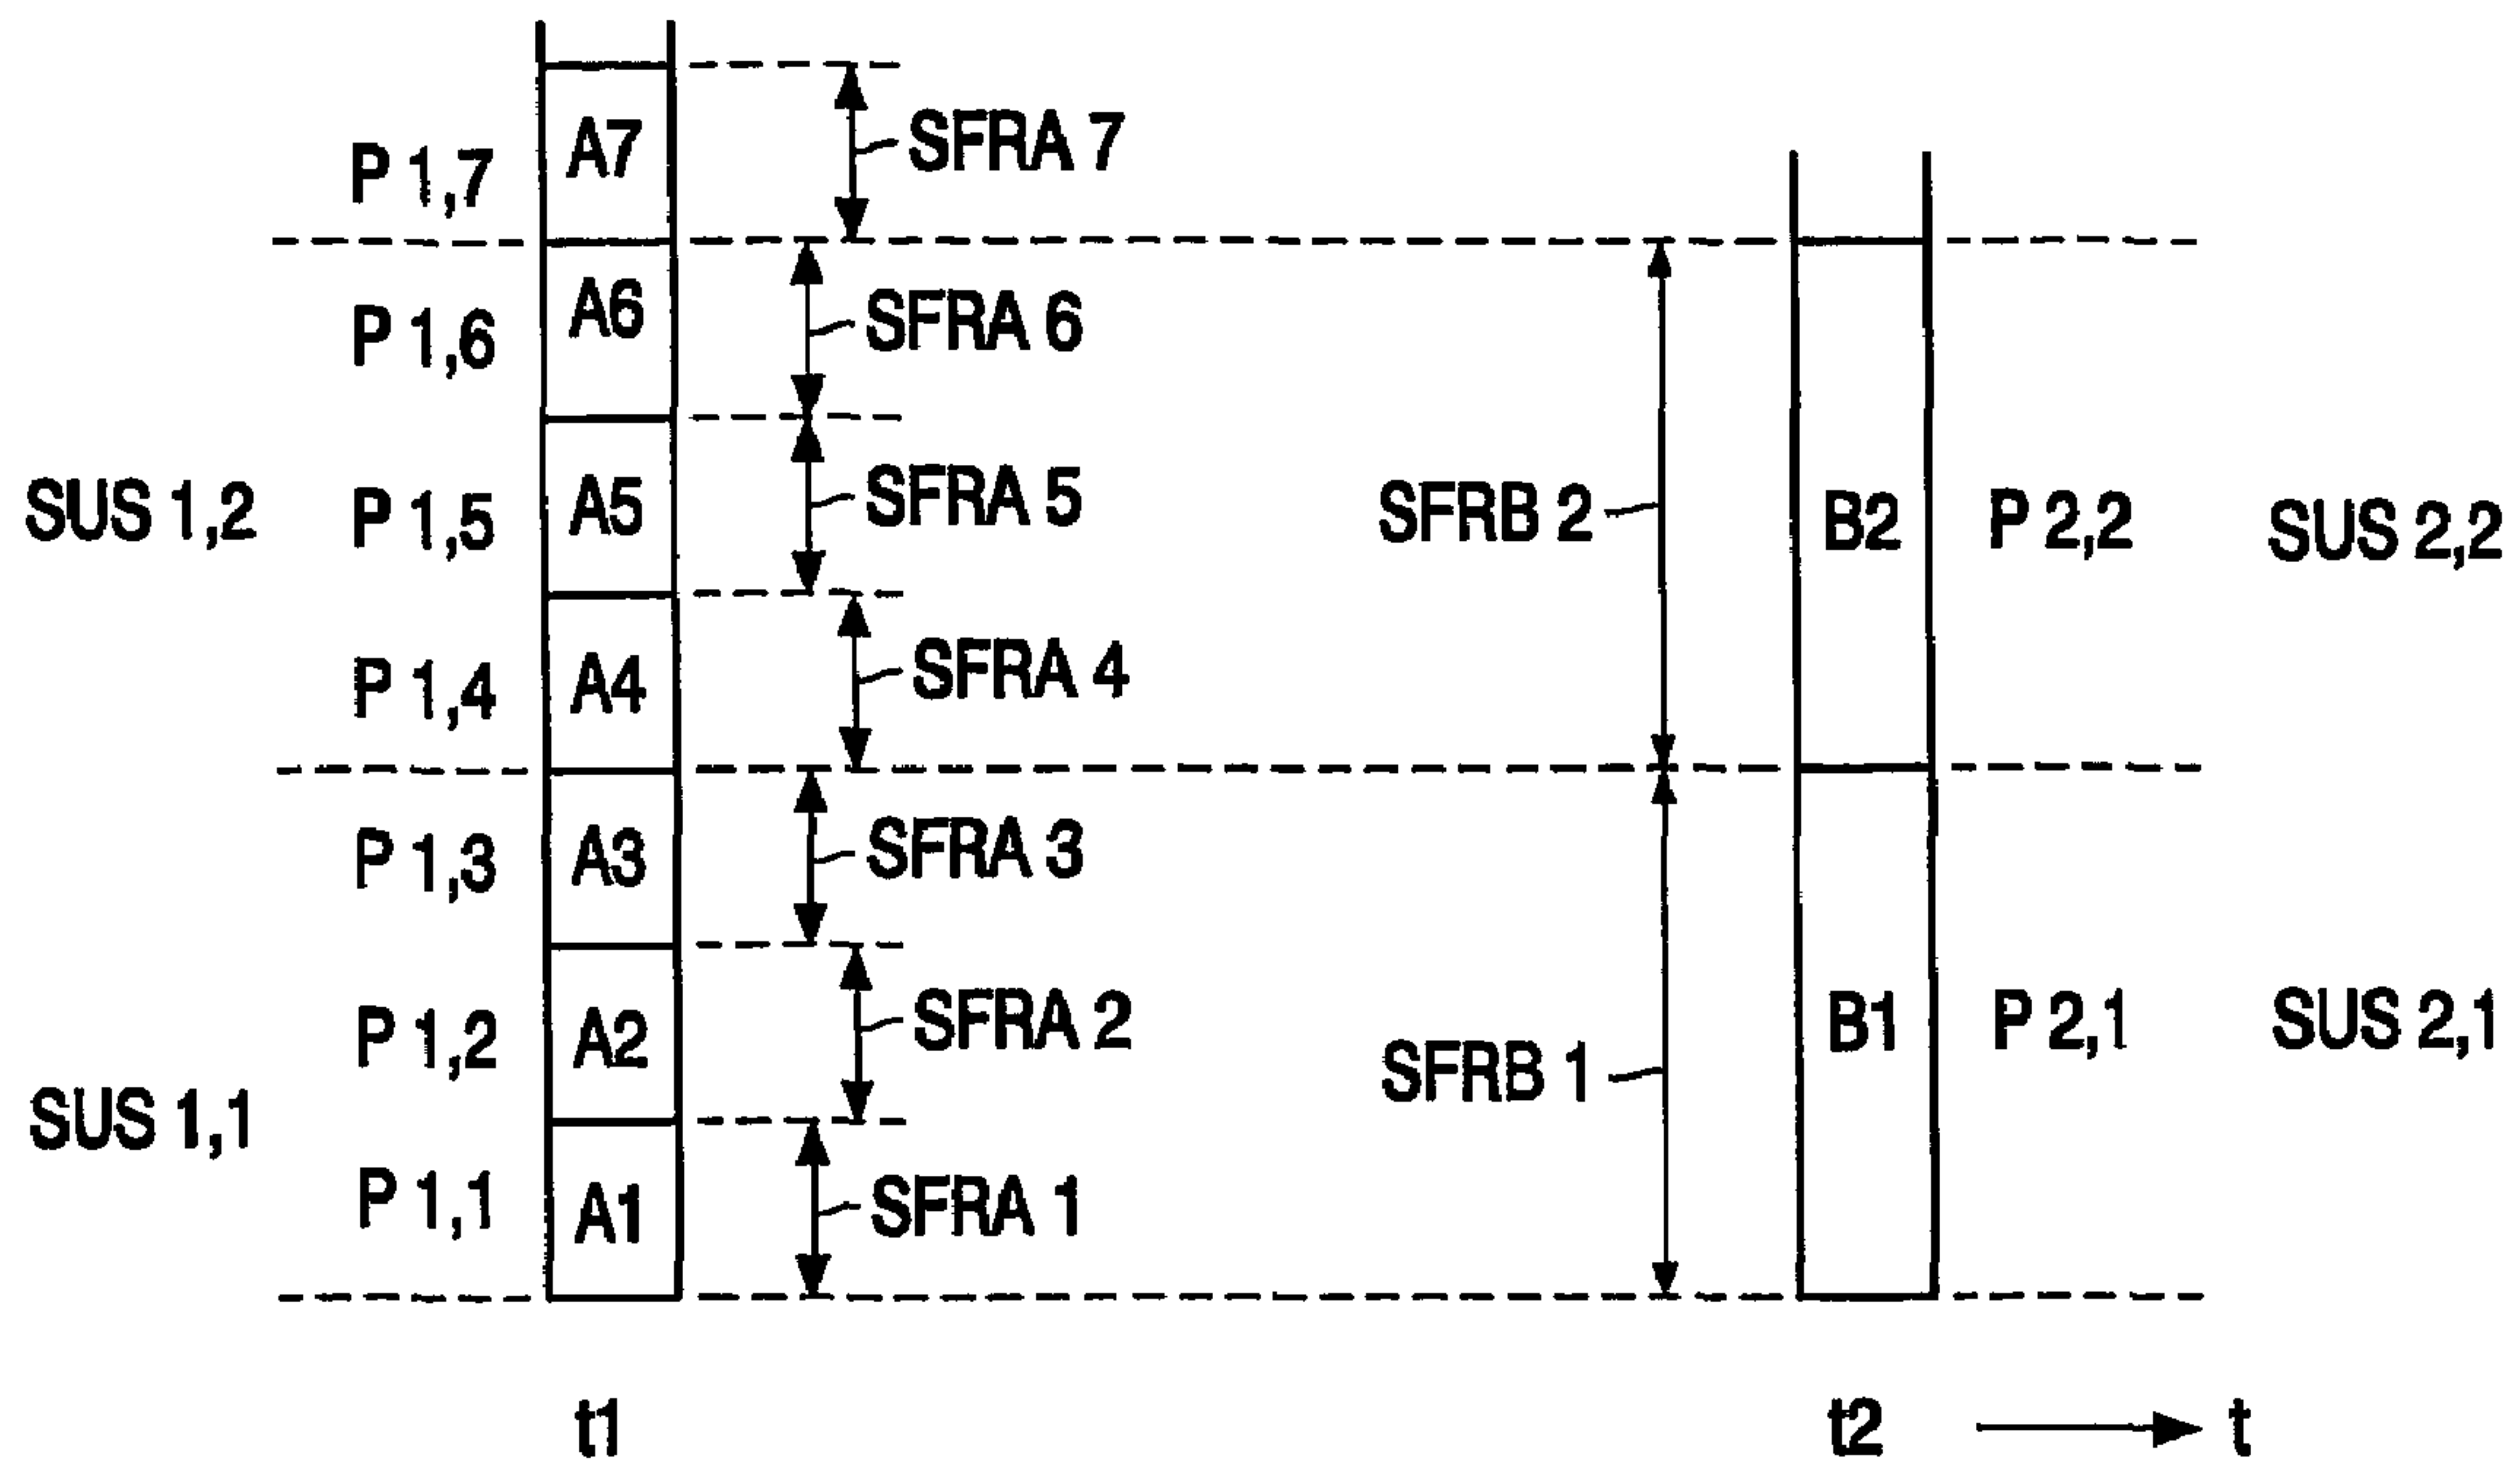 P 1,7 A7 SFRA 7
P 1,6 A6 SFRA 6
SUS 1,2 P 1,5 A5 SFRA 5 SFRB 2 B2 P 2,2 SUS 2,2
P 1,4 A4 SFRA 4
P 1,3 A3 SFRA 3
P 1,2 A2 SFRA 2 B1 P 2,1 SUS 2,1
SFRB 1
SUS 1,1
P 1,1 A1 SFRA 1
t1 t2 t